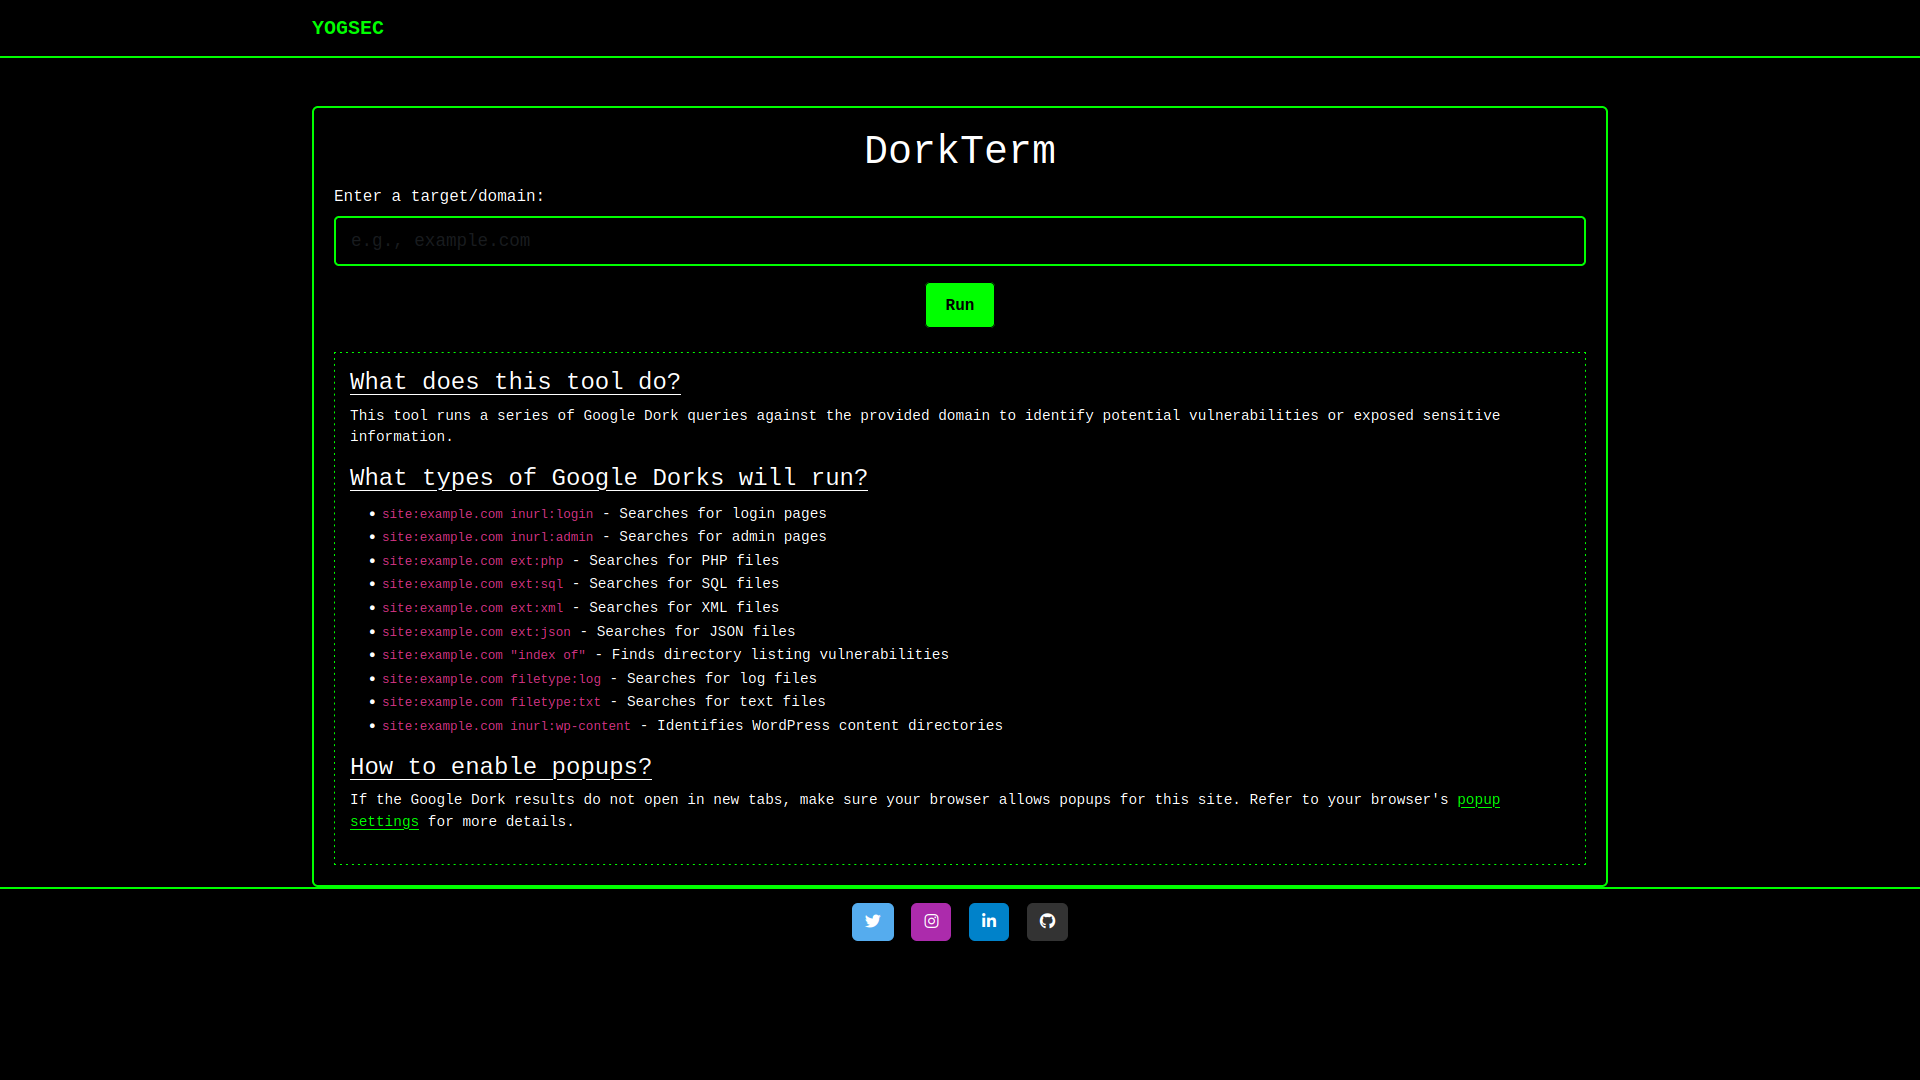 YOGSEC
DorkTerm
Enter a target/domain:
e.g., example.com
Run
What does this tool do?
This tool runs a series of Google Dork queries against the provided domain to identify potential vulnerabilities or exposed sensitive
information.
What types of Google Dorks will run?
• site:example.com inurl:login - Searches for login pages
• site:example.com inurl:admin - Searches for admin pages
• site:example.com ext:php - Searches for PHP files
• site:example.com ext:sql - Searches for SQL files
• site:example.com ext:xml - Searches for XML files
• site:example.com ext:json - Searches for JSON files
• site:example.com "index of" - Finds directory listing vulnerabilities
• site:example.com filetype:log - Searches for log files
• site:example.com filetype:txt - Searches for text files
• site:example.com inurl:wp-content - Identifies WordPress content directories
How to enable popups?
If the Google Dork results do not open in new tabs, make sure your browser allows popups for this site. Refer to your browser's popup
settings for more details.